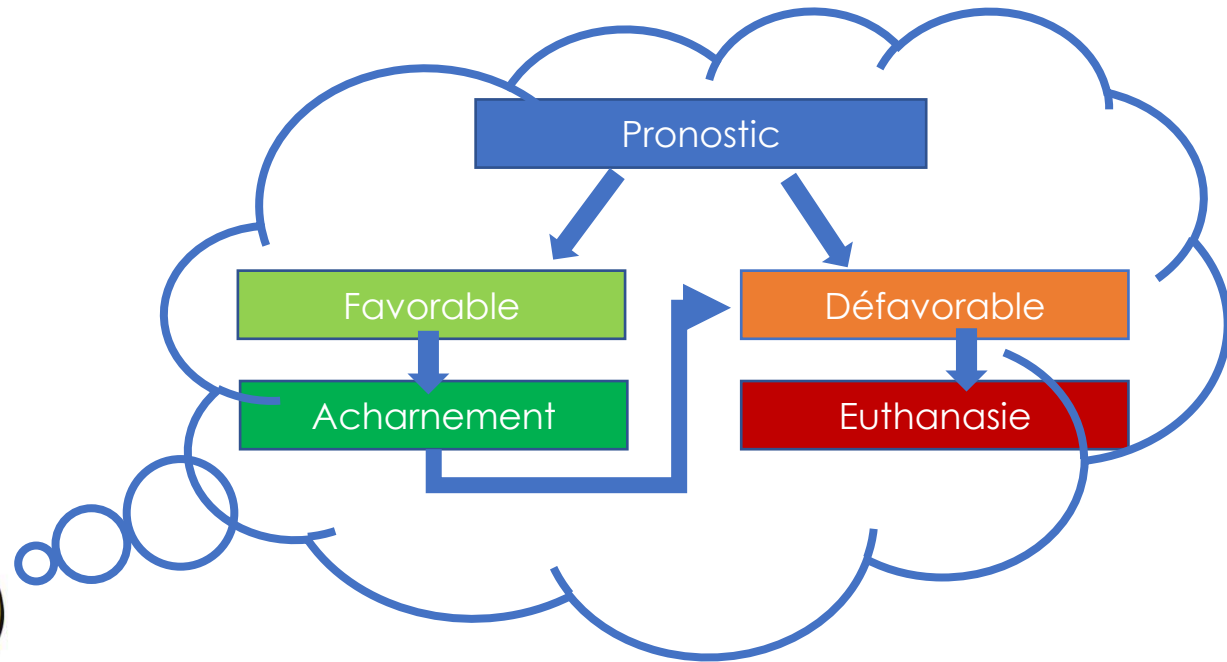 Pronostic
Favorable
Défavorable
Acharnement
Euthanasie